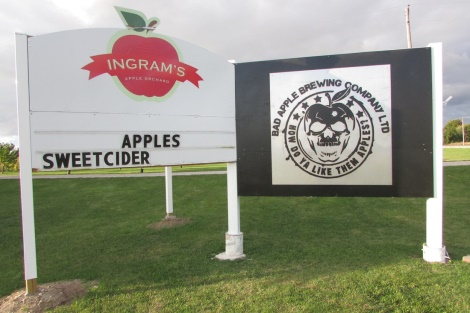 INGRAM'S
APPLE ORCHARD
APPLES
SWEETCIDER
BAD APPLE BREWING COMPANY LTD
HOW DO YA LIKE THEM APPLES?